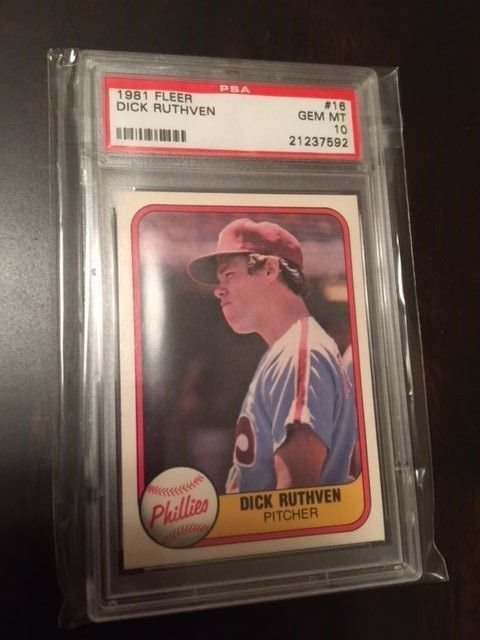 PSA
1981 FLEER #16
DICK RUTHVEN GEM MT
10
21237592
Phillies
DICK RUTHVEN
PITCHER